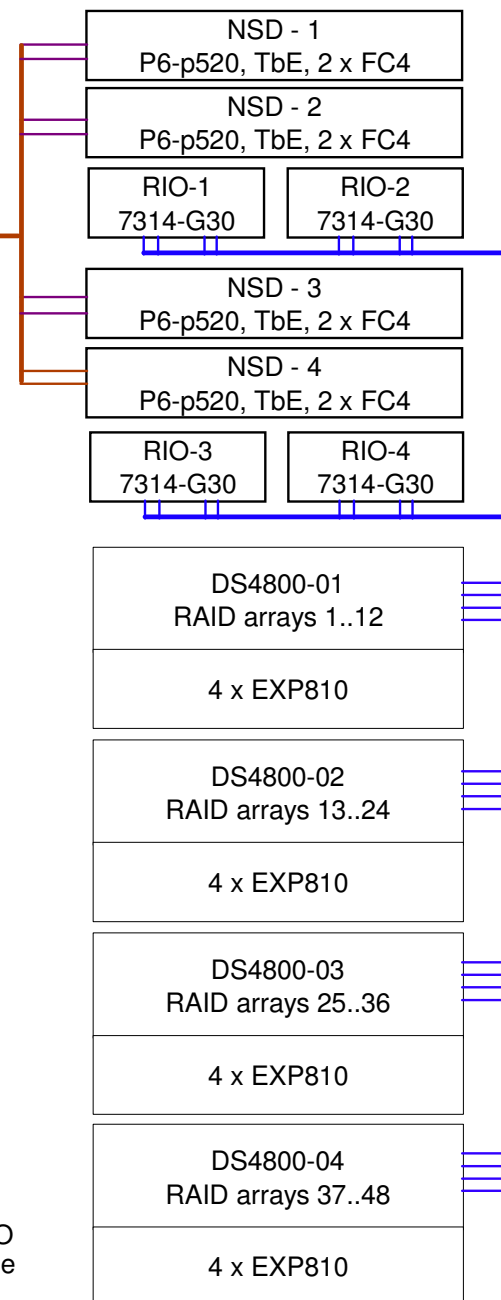 NSD - 1
P6-p520, TbE, 2 x FC4
NSD - 2
P6-p520, TbE, 2 x FC4
RIO-1
7314-G30
RIO-2
7314-G30
NSD - 3
P6-p520, TbE, 2 x FC4
NSD - 4
P6-p520, TbE, 2 x FC4
RIO-3
7314-G30
RIO-4
7314-G30
DS4800-01
RAID arrays 1..12
4 x EXP810
DS4800-02
RAID arrays 13..24
4 x EXP810
DS4800-03
RAID arrays 25..36
4 x EXP810
DS4800-04
RAID arrays 37..48
4 x EXP810
O
e